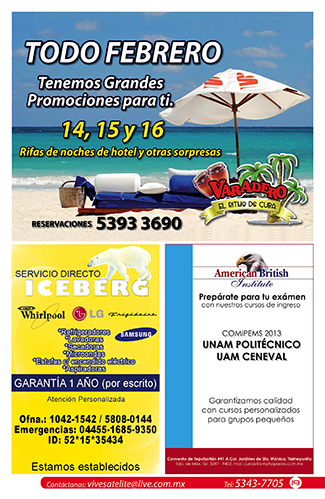 TODO FEBRERO
Tenemos Grandes
Promociones para ti.
14, 15 y 16
Rifas de noches de hotel y otras sorpresas
VARADERO
EL RITMO DE CUBA
RESERVACIONES 5393 3690
SERVICIO DIRECTO
ICEBERG
Whirlpool
LG
Frigidaire
SAMSUNG
*Refrigeradores
*Lavadoras
*Secadoras
*Microondas
*Estufas c/ encendido eléctrico
*Aspiradoras
GARANTÍA 1 AÑO (por escrito)
Atención Personalizada
Ofna.: 1042-1542 / 5808-0144
Emergencias: 04455-1685-9350
ID: 52*15*35434
Estamos establecidos
American British
Institute
Prepárate para tu exámen
con nuestros cursos de ingreso
COMIPEMS 2013
UNAM POLITÉCNICO
UAM CENEVAL
Garantizamos calidad
con cursos personalizados
para grupos pequeños
Contáctanos: vivesatelite@live.com.mx
Tel. 5343-7705